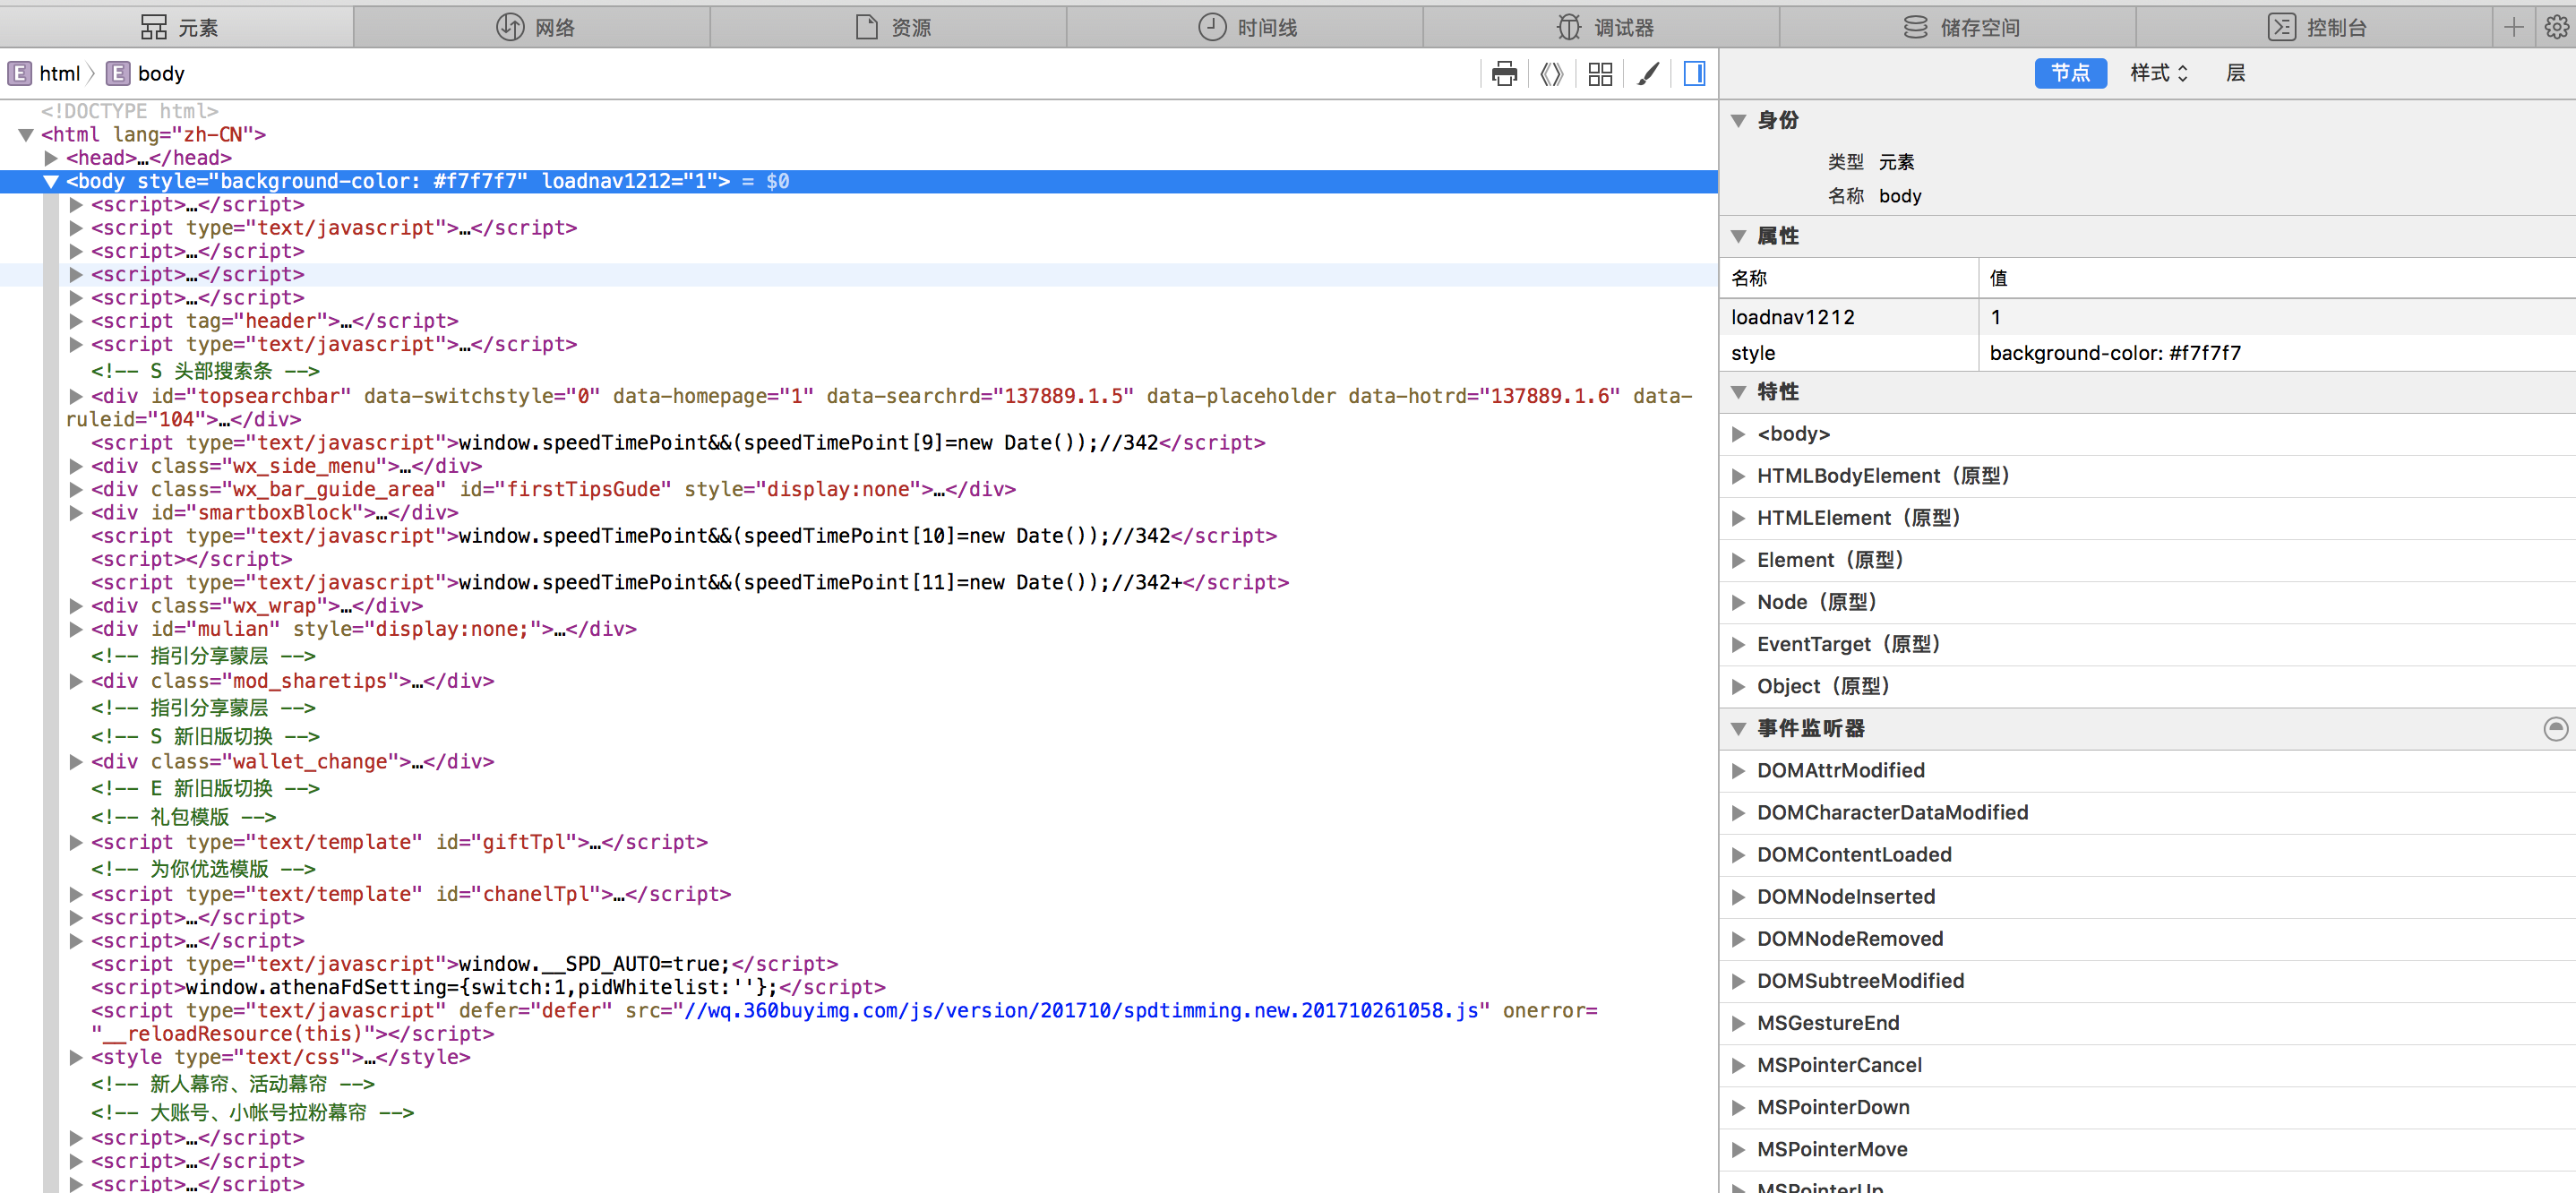 元素
网络
资源
时间线
调试器
储存空间
控制台
E html
E body
节点 样式 层
<!DOCTYPE html>
<html lang="zh-CN">
<head>…</head>
<body style="background-color: #f7f7f7" loadnav1212="1"> = $0
<script>…</script>
<script type="text/javascript">…</script>
<script>…</script>
<script>…</script>
<script>…</script>
<script tag="header">…</script>
<script type="text/javascript">…</script>
<!-- S 头部搜索条 -->
<div id="topsearchbar" data-switchstyle="0" data-homepage="1" data-searchrd="137889.1.5" data-placeholder data-hotrd="137889.1.6" data-
ruleid="104">…</div>
<script type="text/javascript">window.speedTimePoint&&(speedTimePoint[9]=new Date());//342</script>
<div class="wx_side_menu">…</div>
<div class="wx_bar_guide_area" id="firstTipsGude" style="display:none">…</div>
<div id="smartboxBlock">…</div>
<script type="text/javascript">window.speedTimePoint&&(speedTimePoint[10]=new Date());//342</script>
<script></script>
<script type="text/javascript">window.speedTimePoint&&(speedTimePoint[11]=new Date());//342+</script>
<div class="wx_wrap">…</div>
<div id="mulian" style="display:none;">…</div>
<!-- 指引分享蒙层 -->
<div class="mod_sharetips">…</div>
<!-- 指引分享蒙层 -->
<!-- S 新旧版切换 -->
<div class="wallet_change">…</div>
<!-- E 新旧版切换 -->
<!-- 礼包模版 -->
<script type="text/template" id="giftTpl">…</script>
<!-- 为你优选模版 -->
<script type="text/template" id="chanelTpl">…</script>
<script>…</script>
<script>…</script>
<script type="text/javascript">window.__SPD_AUTO=true;</script>
<script>window.athenaFdSetting={switch:1,pidWhitelist:''};</script>
<script type="text/javascript" defer="defer" src="//wq.360buyimg.com/js/version/201710/spdtimming.new.201710261058.js" onerror=
"__reloadResource(this)"></script>
<style type="text/css">…</style>
<!-- 新人幕帘、活动幕帘 -->
<!-- 大账号、小帐号拉粉幕帘 -->
<script>…</script>
<script>…</script>
<script>…</script>
身份
类型 元素
名称 body
属性
名称 值
loadnav1212 1
style background-color: #f7f7f7
特性
<body>
HTMLBodyElement（原型）
HTMLElement（原型）
Element（原型）
Node（原型）
EventTarget（原型）
Object（原型）
事件监听器
DOMAttrModified
DOMCharacterDataModified
DOMContentLoaded
DOMNodeInserted
DOMNodeRemoved
DOMSubtreeModified
MSGestureEnd
MSPointerCancel
MSPointerDown
MSPointerMove
MSPointerUp